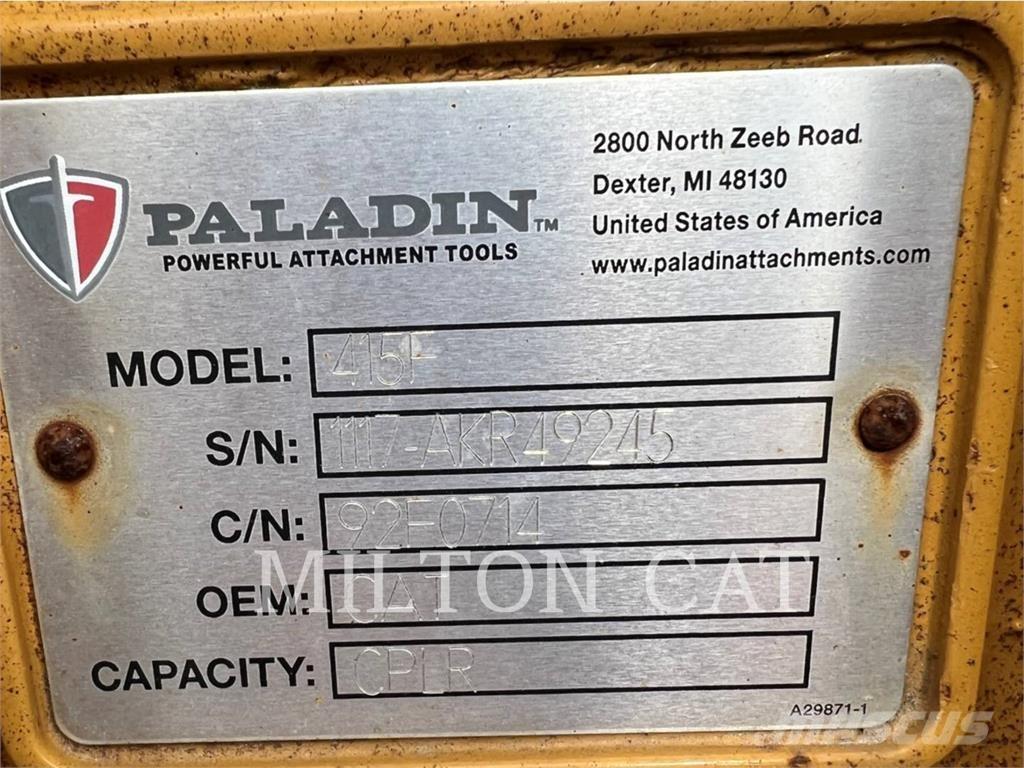 PALADIN™
POWERFUL ATTACHMENT TOOLS
2800 North Zeeb Road
Dexter, MI 48130
United States of America
www.paladinattachments.com
MODEL: 415F
S/N: 1117-AKR49245
C/N: 92F0714
OEM: CAT
CAPACITY: CPLR
MILTON CAT
A29871-1
MASCUS